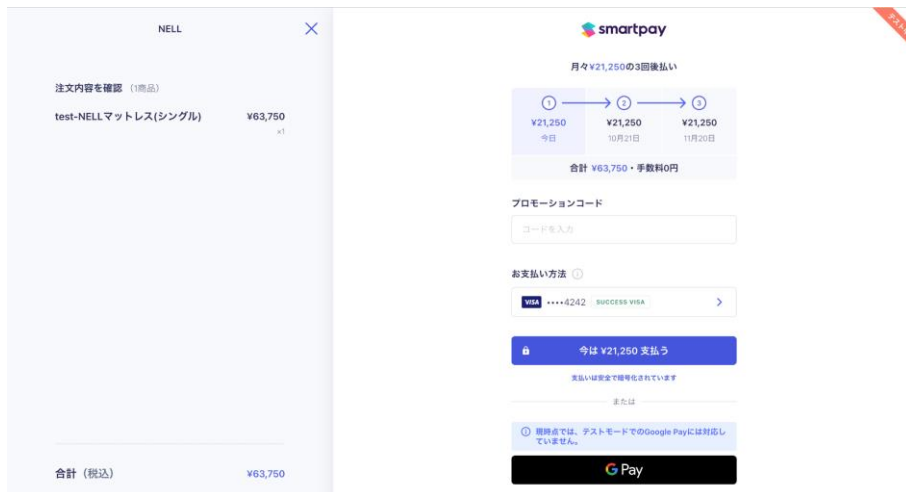 NELL
注文内容を確認 (1商品)
test-NELLマットレス(シングル) ¥63,750
x1
合計 (税込) ¥63,750
smartpay
月々¥21,250の3回後払い
1 2 3
¥21,250 ¥21,250 ¥21,250
今日 10月21日 11月20日
合計 ¥63,750・手数料0円
プロモーションコード
コードを入力
お支払い方法
VISA ••••4242 SUCCESS VISA
今は ¥21,250 支払う
支払いは安全で暗号化されています
または
現時点では、テストモードでのGoogle Payには対応し
ていません。
G Pay